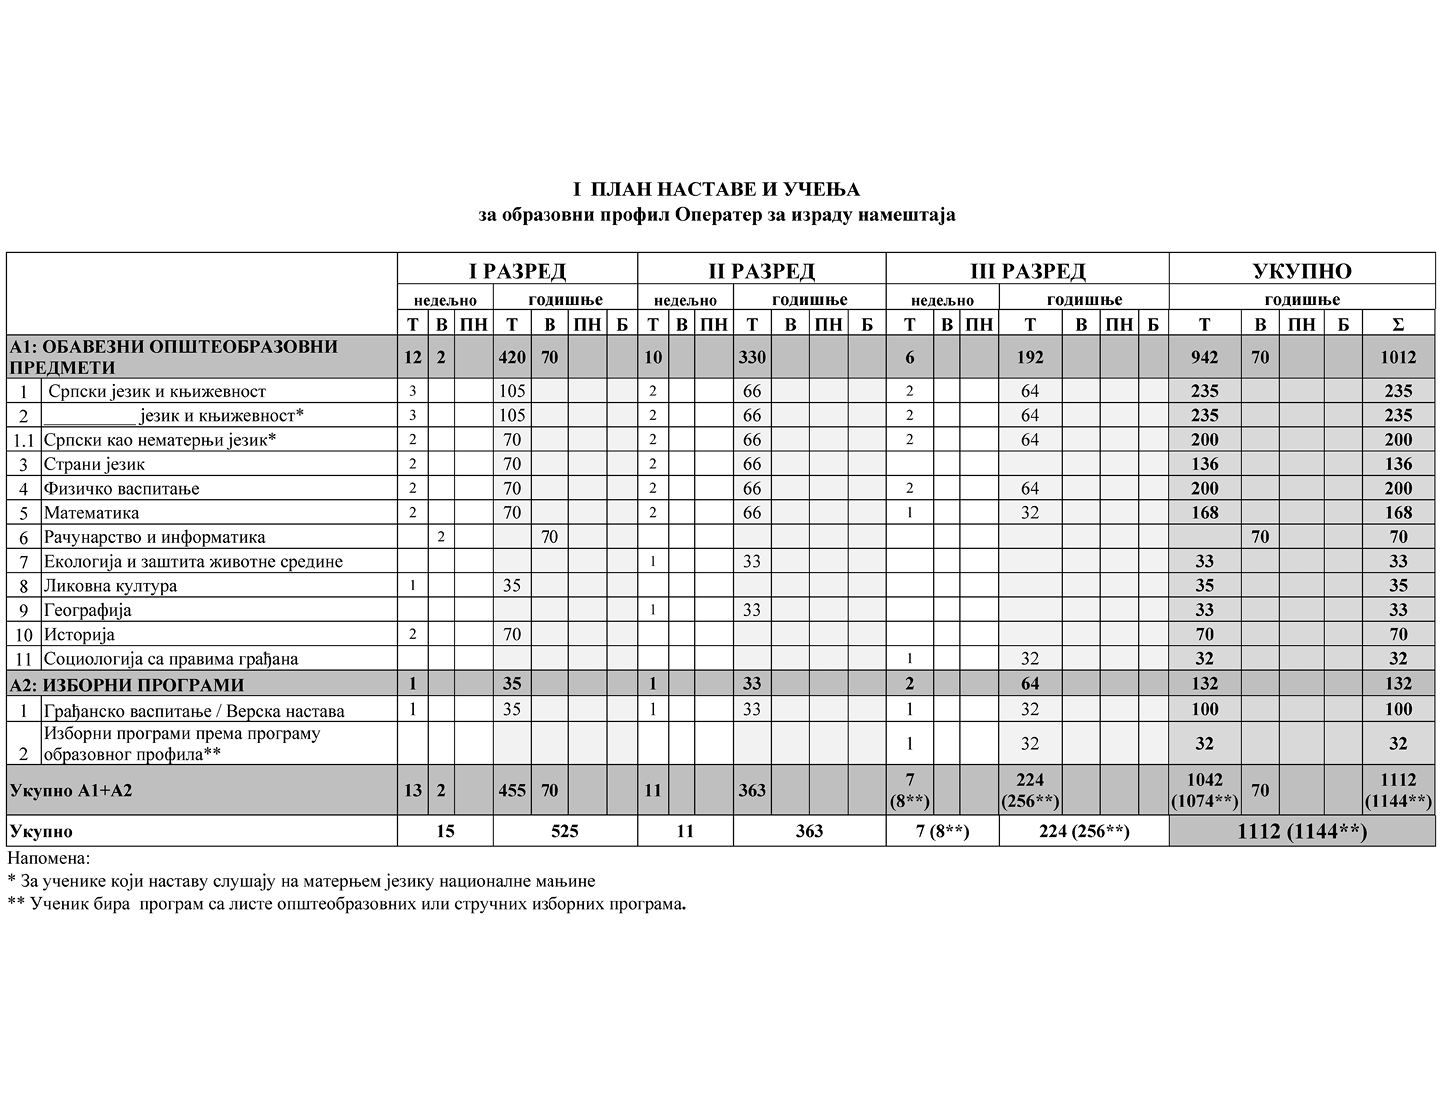 I ПЛАН НАСТАВЕ И УЧЕЊА
за образовни профил Оператер за израду намештаја
I РАЗРЕД II РАЗРЕД III РАЗРЕД УКУПНО
недељно годишње недељно годишње недељно годишње годишње
Т В ПН Т В ПН Б Т В ПН Т В ПН Б Т В ПН Т В ПН Б Т В ПН Б Σ
А1: ОБАВЕЗНИ ОПШТЕОБРАЗОВНИ
ПРЕДМЕТИ 12 2 420 70 10 330 6 192 942 70 1012
1 Српски језик и књижевност 3 105 2 66 2 64 235 235
2 __________ језик и књижевност* 3 105 2 66 2 64 235 235
1.1 Српски као нематерњи језик* 2 70 2 66 2 64 200 200
3 Страни језик 2 70 2 66 136 136
4 Физичко васпитање 2 70 2 66 2 64 200 200
5 Математика 2 70 2 66 1 32 168 168
6 Рачунарство и информатика 2 70 70 70
7 Екологија и заштита животне средине 1 33 33 33
8 Ликовна култура 1 35 35 35
9 Географија 1 33 33 33
10 Историја 2 70 70 70
11 Социологија са правима грађана 1 32 32 32
А2: ИЗБОРНИ ПРОГРАМИ 1 35 1 33 2 64 132 132
1 Грађанско васпитање / Верска настава 1 35 1 33 1 32 100 100
Изборни програми према програму
2 образовног профила** 1 32 32 32
Укупно А1+А2 13 2 455 70 11 363 7 (8**) 224 (256**) 1042 (1074**) 70 1112 (1144**)
Укупно 15 525 11 363 7 (8**) 224 (256**) 1112 (1144**)
Напомена:
* За ученике који наставу слушају на матерњем језику националне мањине
** Ученик бира програм са листе општеобразовних или стручних изборних програма.